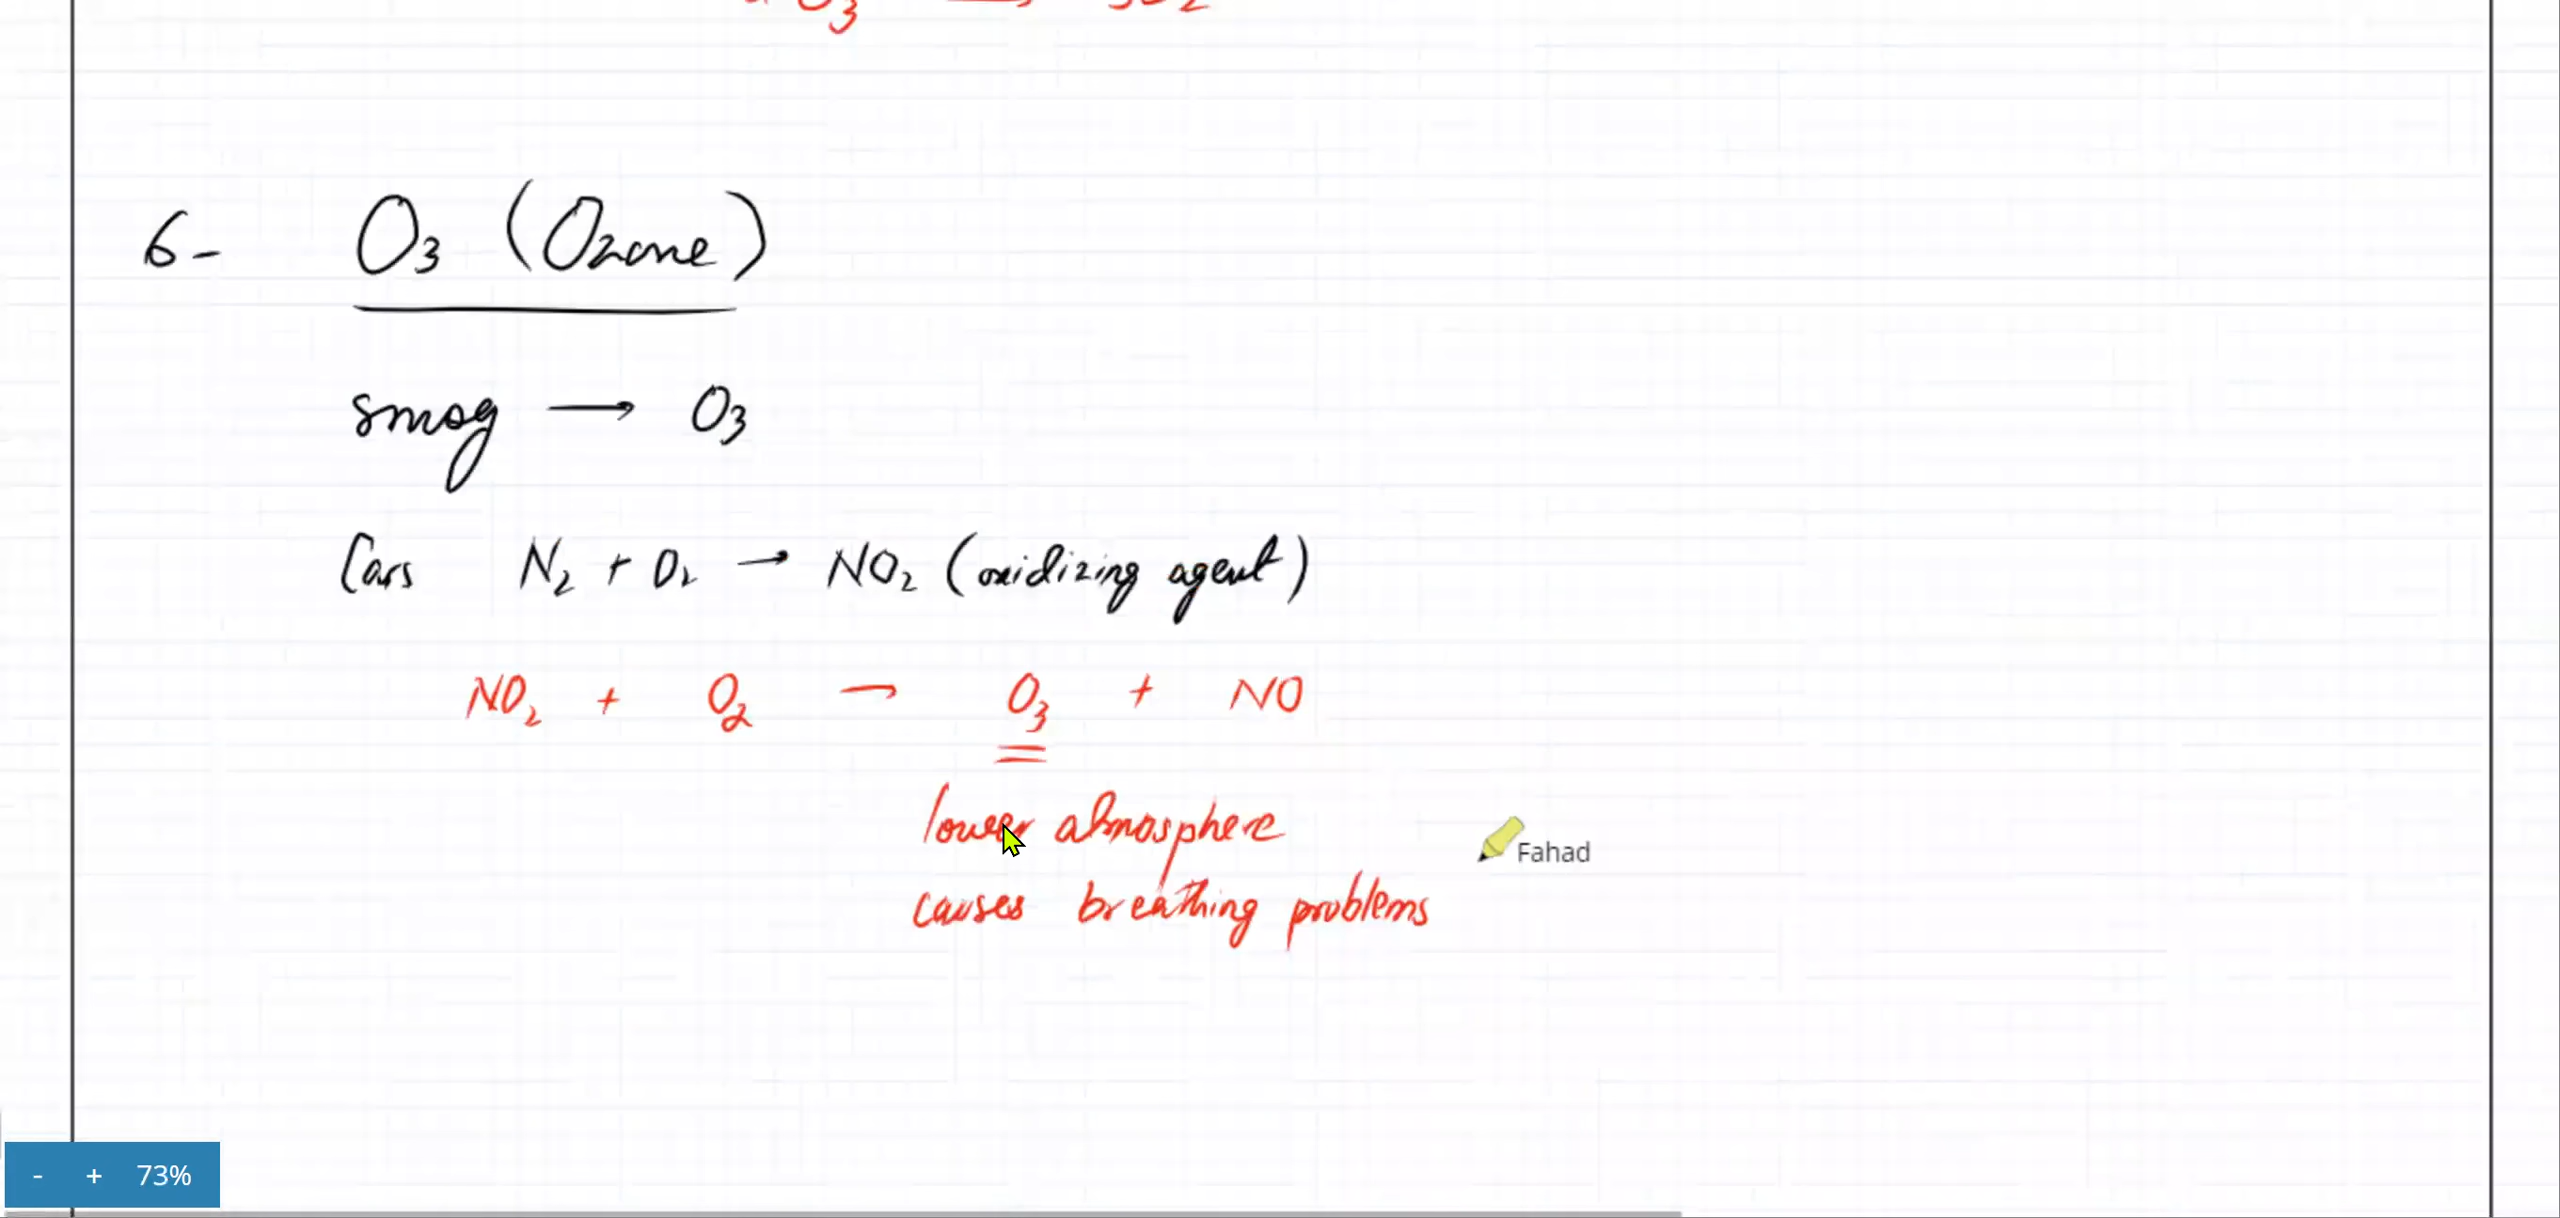 6- O₃ (Ozone)
smog → O₃
Cars N₂ + O₂ → NO₂ (oxidizing agent)
NO₂ + O₂ — O₃ + NO
lower atmosphere
Fahad
causes breathing problems
- + 73%